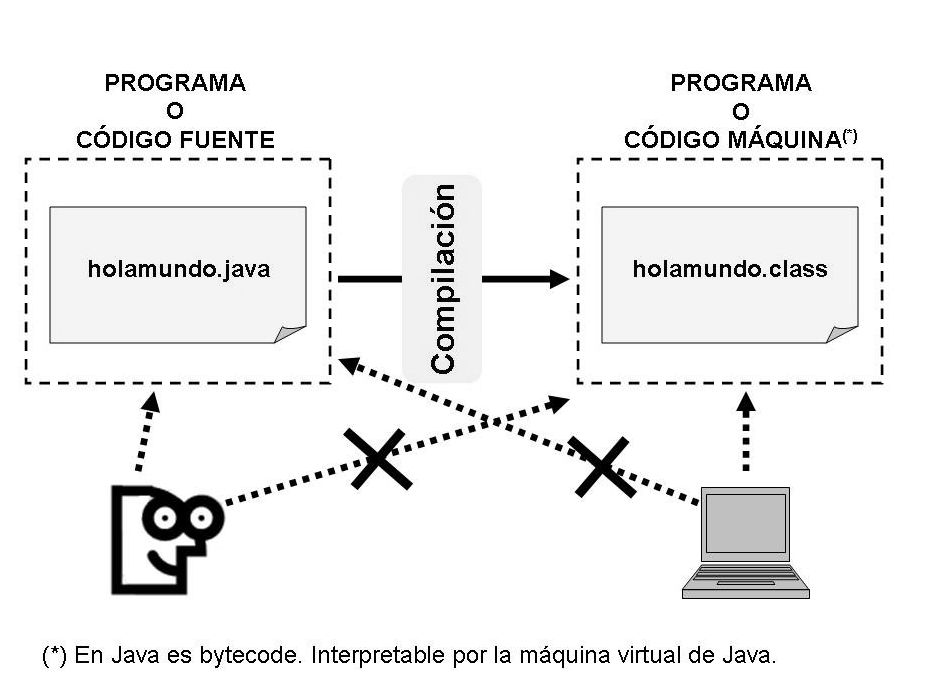 PROGRAMA
O
CÓDIGO FUENTE
PROGRAMA
O
CÓDIGO MÁQUINA(*)
holamundo.java
Compilación
holamundo.class
(*) En Java es bytecode. Interpretable por la máquina virtual de Java.